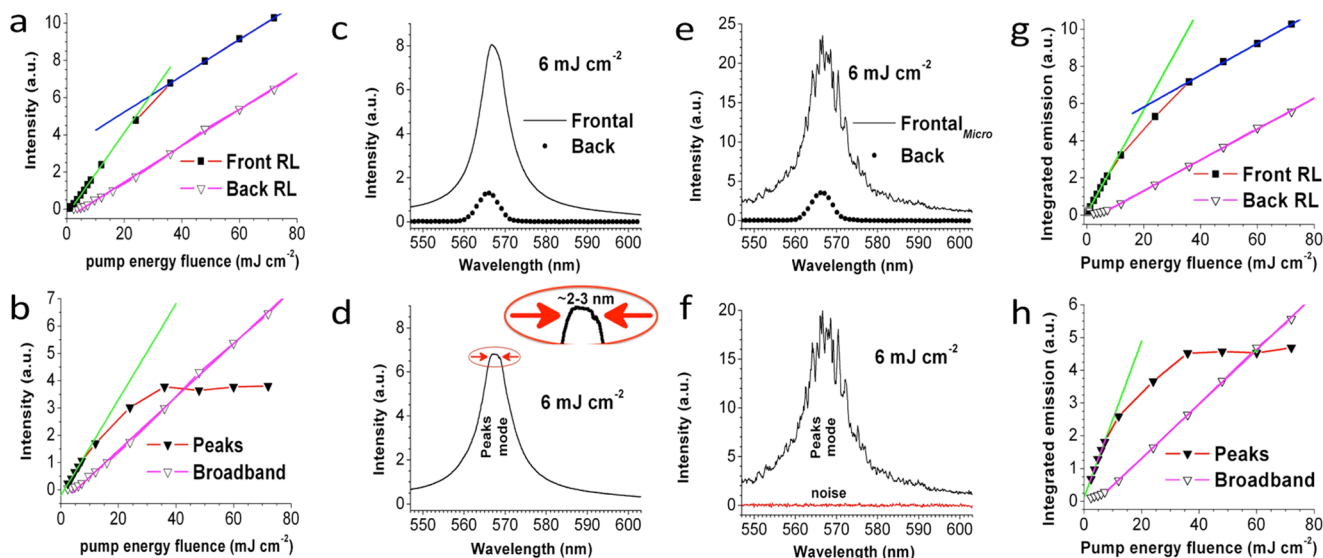 a
Intensity (a.u.)
10
8
6
4
2
0
0 20 40 60 80
Front RL
Back RL
pump energy fluence (mJ cm-2)
c
Intensity (a.u.)
8
6
4
2
0
6 mJ cm-2
Frontal
Back
550 560 570 580 590 600
Wavelength (nm)
e
Intensity (a.u.)
25
20
15
10
5
0
6 mJ cm-2
FrontalMicro
Back
550 560 570 580 590 600
Wavelength (nm)
g
Integrated emission (a.u.)
10
8
6
4
2
0
0 20 40 60 80
Front RL
Back RL
Pump energy fluence (mJ cm-2)
b
Intensity (a.u.)
7
6
5
4
3
2
1
0
0 20 40 60 80
Peaks
Broadband
pump energy fluence (mJ cm-2)
d
Intensity (a.u.)
8
6
4
2
0
~2-3 nm
6 mJ cm-2
Peaks
mode
550 560 570 580 590 600
Wavelength (nm)
f
Intensity (a.u.)
20
15
10
5
0
6 mJ cm-2
Peaks
mode
noise
550 560 570 580 590 600
Wavelength (nm)
h
Integrated emission (a.u.)
6
5
4
3
2
1
0
0 20 40 60 80
Peaks
Broadband
Pump energy fluence (mJ cm-2)